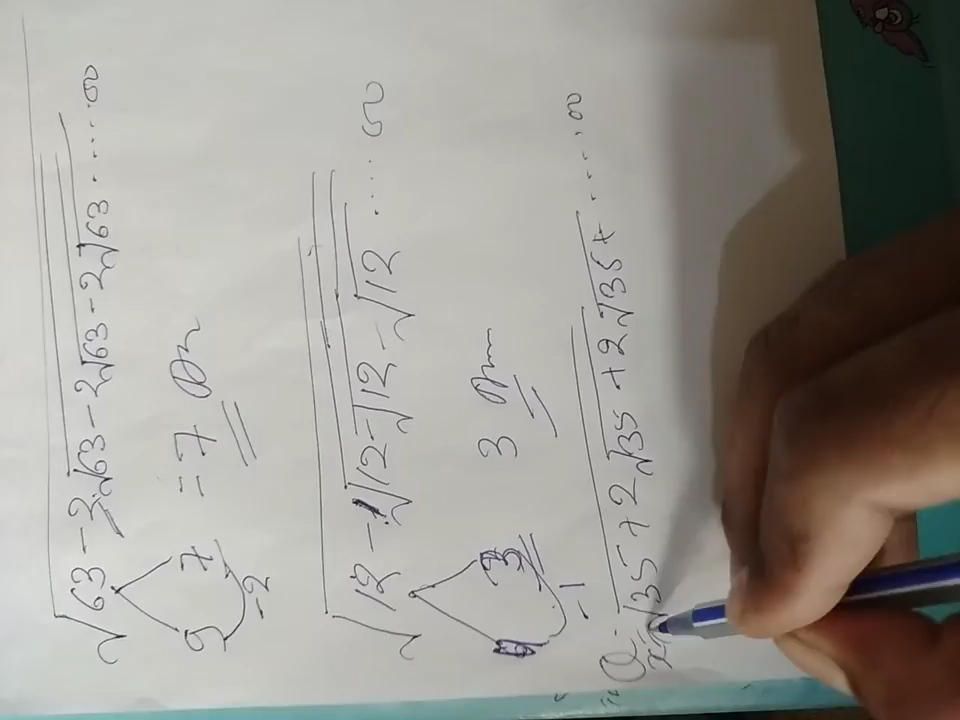 √63-2√63-2√63-2√63 .... ∞
9 7 = 7 Ans
-2
√12-√12-√12-√12 .... ∞
3 3 Ans
-1
Q. √35+2√35+2√35+ .... ∞